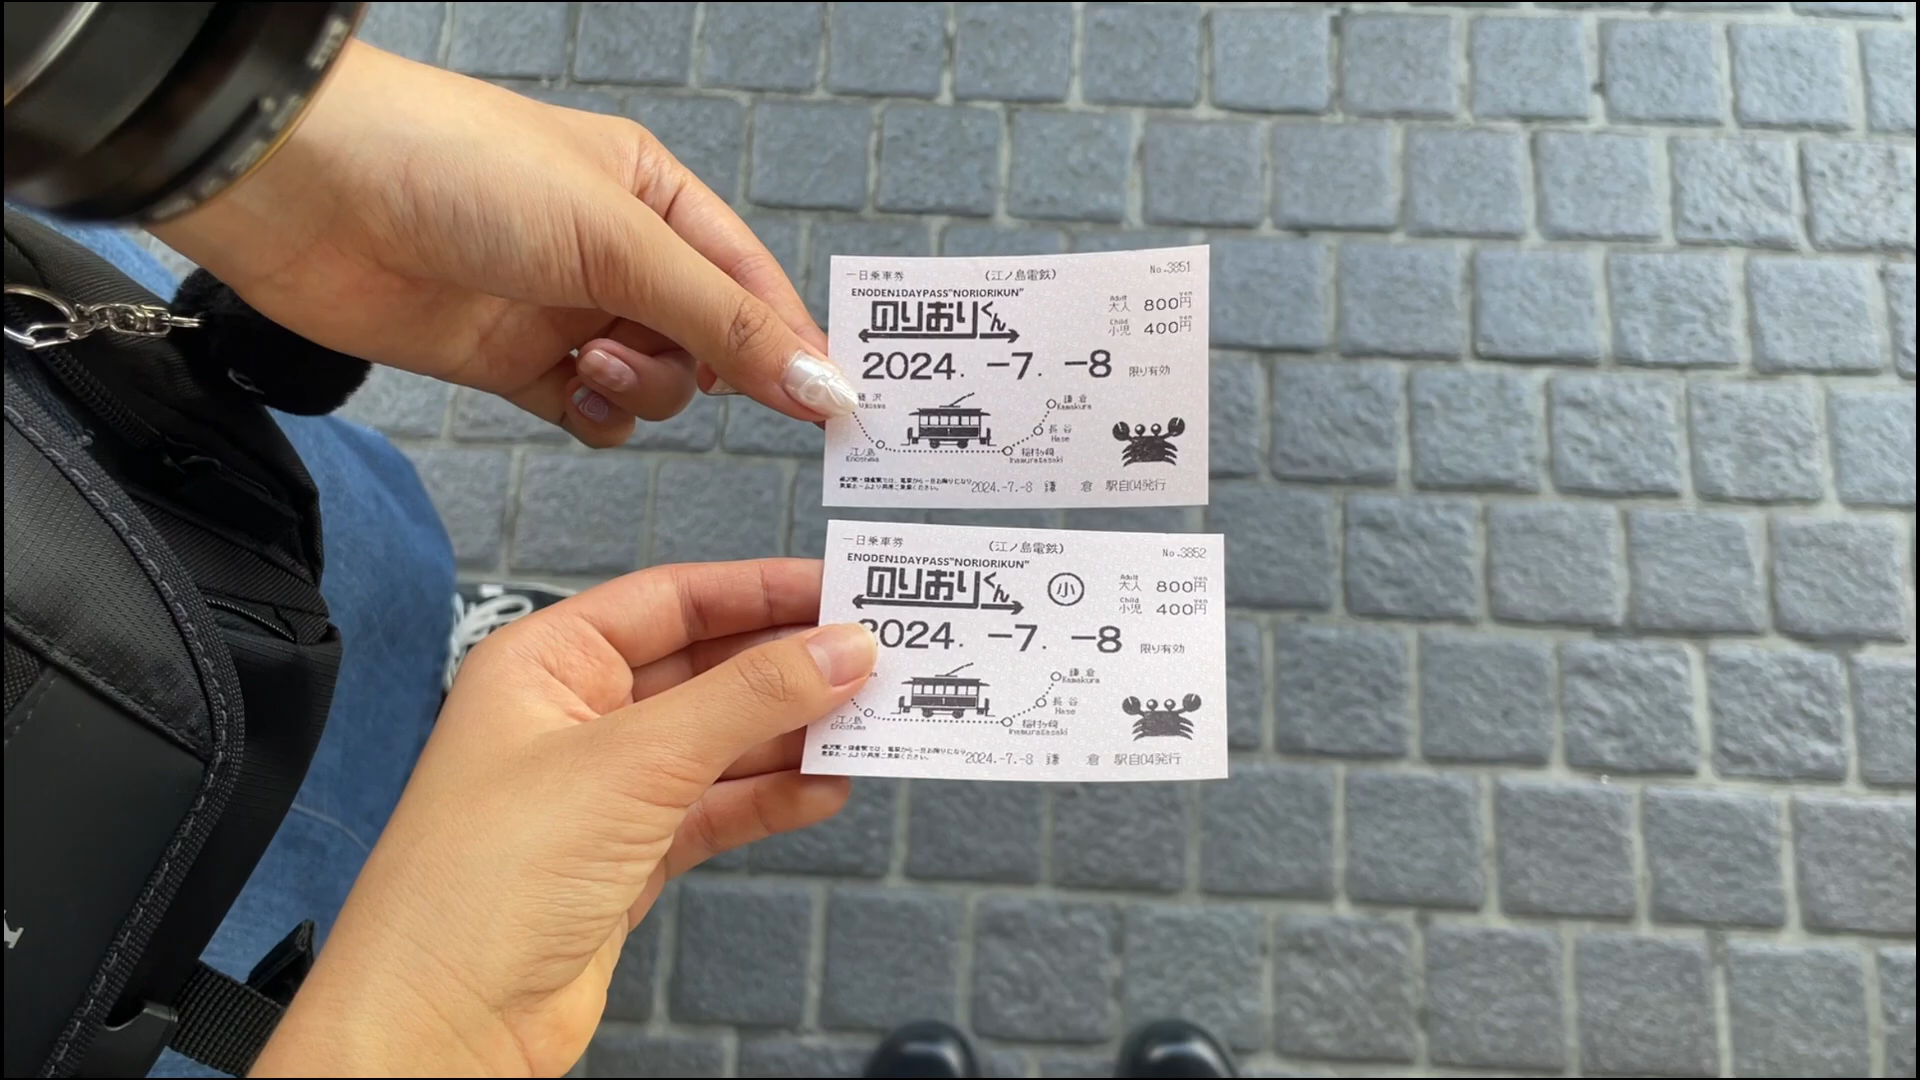 一日乗車券 (江ノ島電鉄) No.3851
ENODEN1DAYPASS"NORIORIKUN"
のりおりくん
Adult yen
大人 800円
Child yen
小児 400円
2024.-7.-8 限り有効
藤沢
鎌倉
Kamakura
長谷
Hase
江ノ島
Enoshima
稲村ヶ崎
Inamuragasaki
2024.-7.-8 鎌倉 駅自04発行
一日乗車券 (江ノ島電鉄) No.3852
ENODEN1DAYPASS"NORIORIKUN"
のりおりくん 小
Adult yen
大人 800円
Child yen
小児 400円
2024.-7.-8 限り有効
鎌倉
Kamakura
長谷
Hase
江ノ島
Enoshima
稲村ヶ崎
Inamuragasaki
2024.-7.-8 鎌倉 駅自04発行